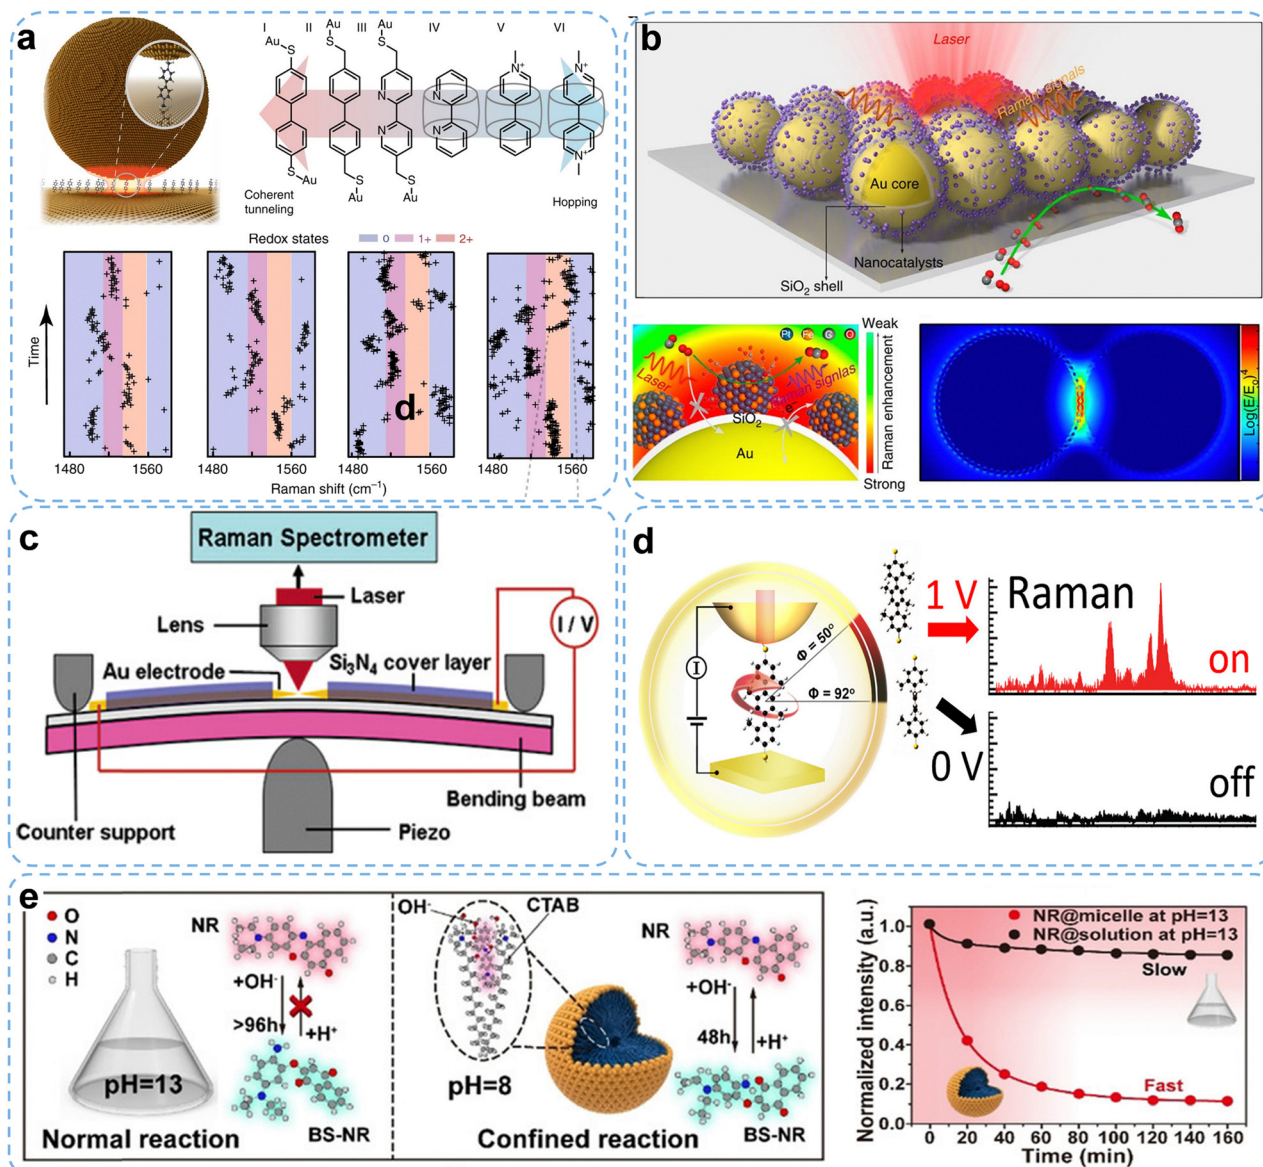 a
I II III IV V VI
Au
S
Au
S
Au
S
N+
N+
N
N
N
N
N+
S
Au
S
Au
S
Au
Coherent
tunneling
Hopping
Redox states 0 1+ 2+
Time
1480 1560 1480 1560 1480 1560 1480 1560
Raman shift (cm−1)
d
b
Laser
Raman signals
Au core
Nanocatalysts
SiO2 shell
Laser
Raman signlas
e−
SiO2
Au
Pt
Fe
C
O
Weak
Raman enhancement
Strong
Log(E/E0)4
c
Raman Spectrometer
Laser
Lens
I / V
Au electrode
Si3N4 cover layer
Counter support
Piezo
Bending beam
d
I
Φ = 50o
Φ = 92o
1 V
0 V
Raman
on
off
e
O
N
C
H
pH=13
NR
+OH-
>96h
+H+
BS-NR
Normal reaction
OH-
CTAB
pH=8
NR
+OH-
48h
+H+
BS-NR
Confined reaction
Normalized intensity (a.u.)
1.0
0.8
0.6
0.4
0.2
0.0
NR@micelle at pH=13
NR@solution at pH=13
Slow
Fast
0 20 40 60 80 100 120 140 160
Time (min)